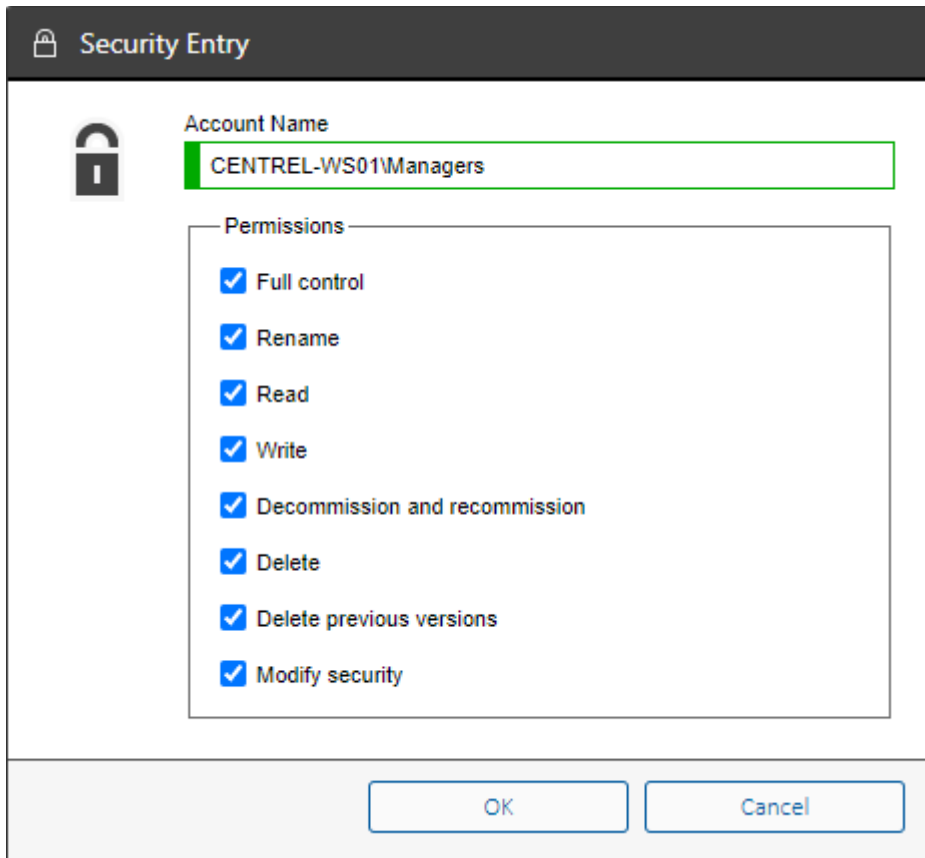 Security Entry
Account Name
CENTREL-WS01\Managers
Permissions
Full control
Rename
Read
Write
Decommission and recommission
Delete
Delete previous versions
Modify security
OK
Cancel